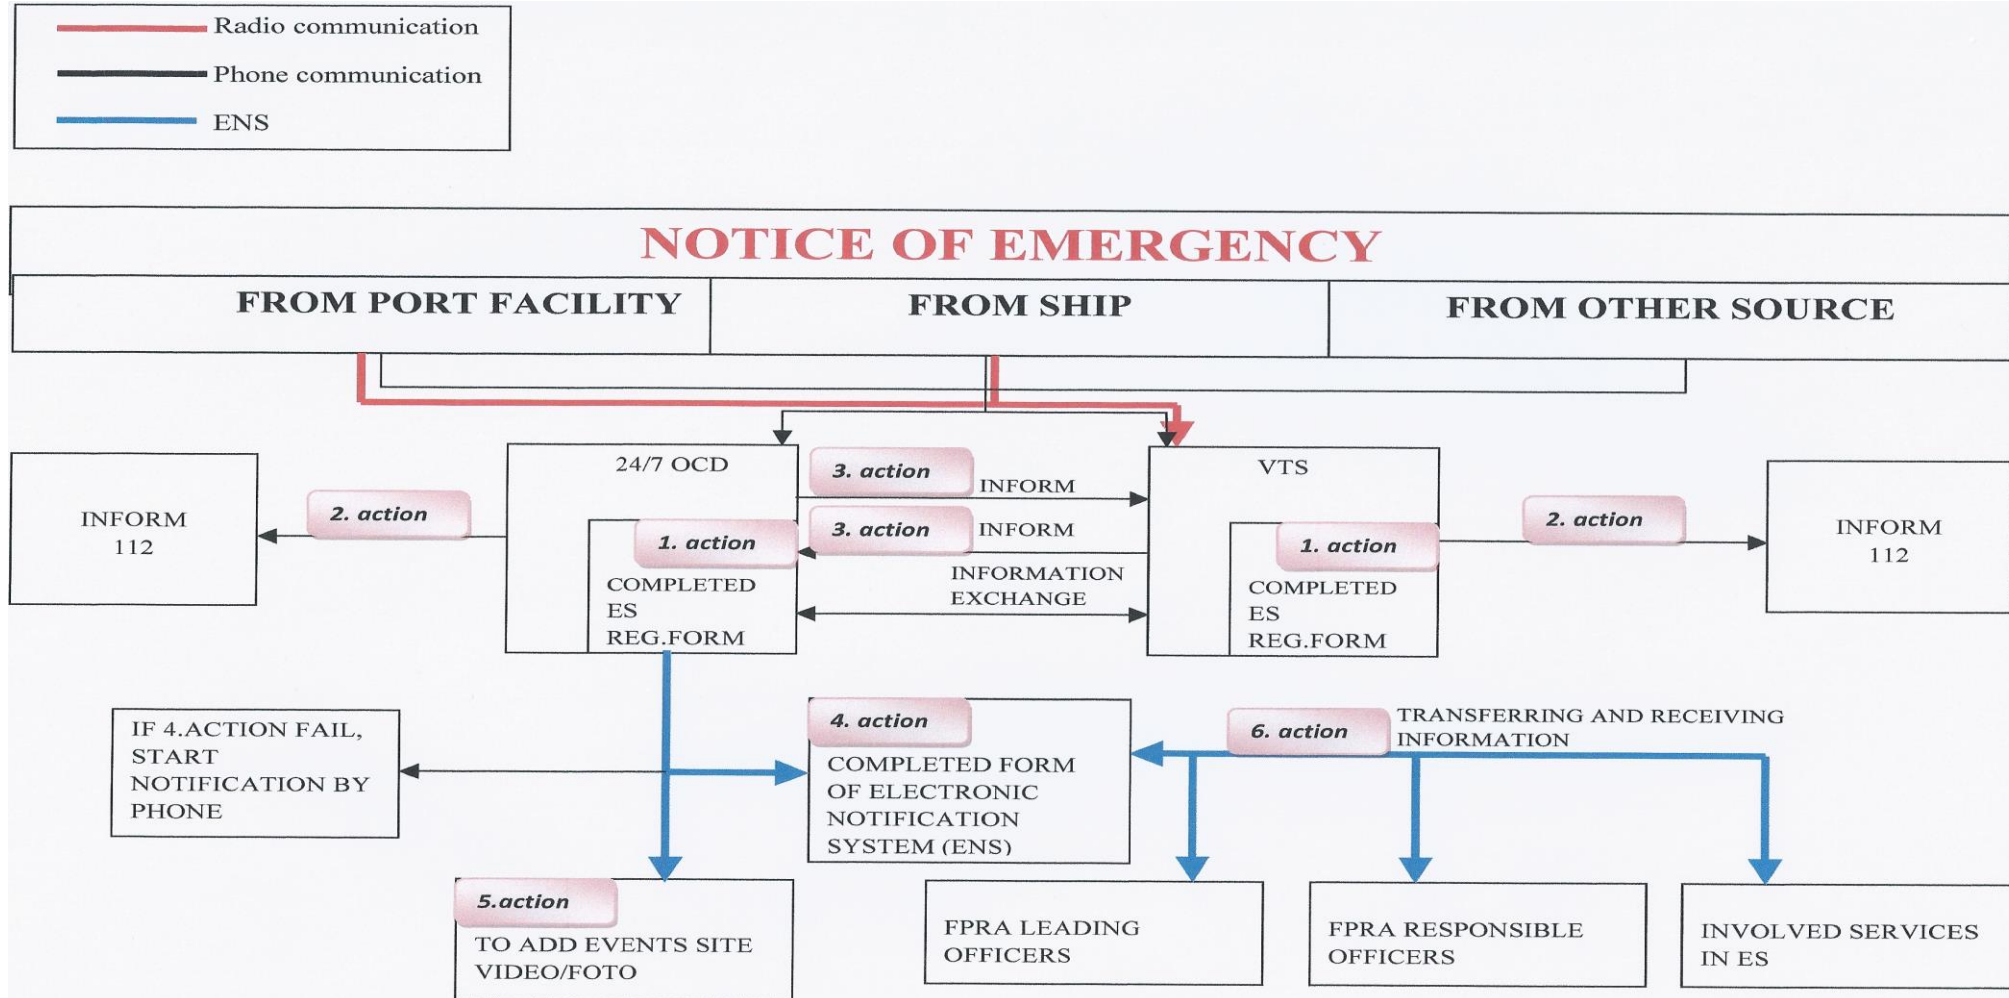 Radio communication
Phone communication
ENS
NOTICE OF EMERGENCY
FROM PORT FACILITY
FROM SHIP
FROM OTHER SOURCE
INFORM
112
2. action
24/7 OCD
1. action
COMPLETED
ES
REG.FORM
3. action
INFORM
3. action
INFORM
INFORMATION
EXCHANGE
VTS
1. action
COMPLETED
ES
REG.FORM
2. action
INFORM
112
IF 4.ACTION FAIL,
START
NOTIFICATION BY
PHONE
4. action
COMPLETED FORM
OF ELECTRONIC
NOTIFICATION
SYSTEM (ENS)
6. action
TRANSFERRING AND RECEIVING
INFORMATION
5.action
TO ADD EVENTS SITE
VIDEO/FOTO
FPRA LEADING
OFFICERS
FPRA RESPONSIBLE
OFFICERS
INVOLVED SERVICES
IN ES